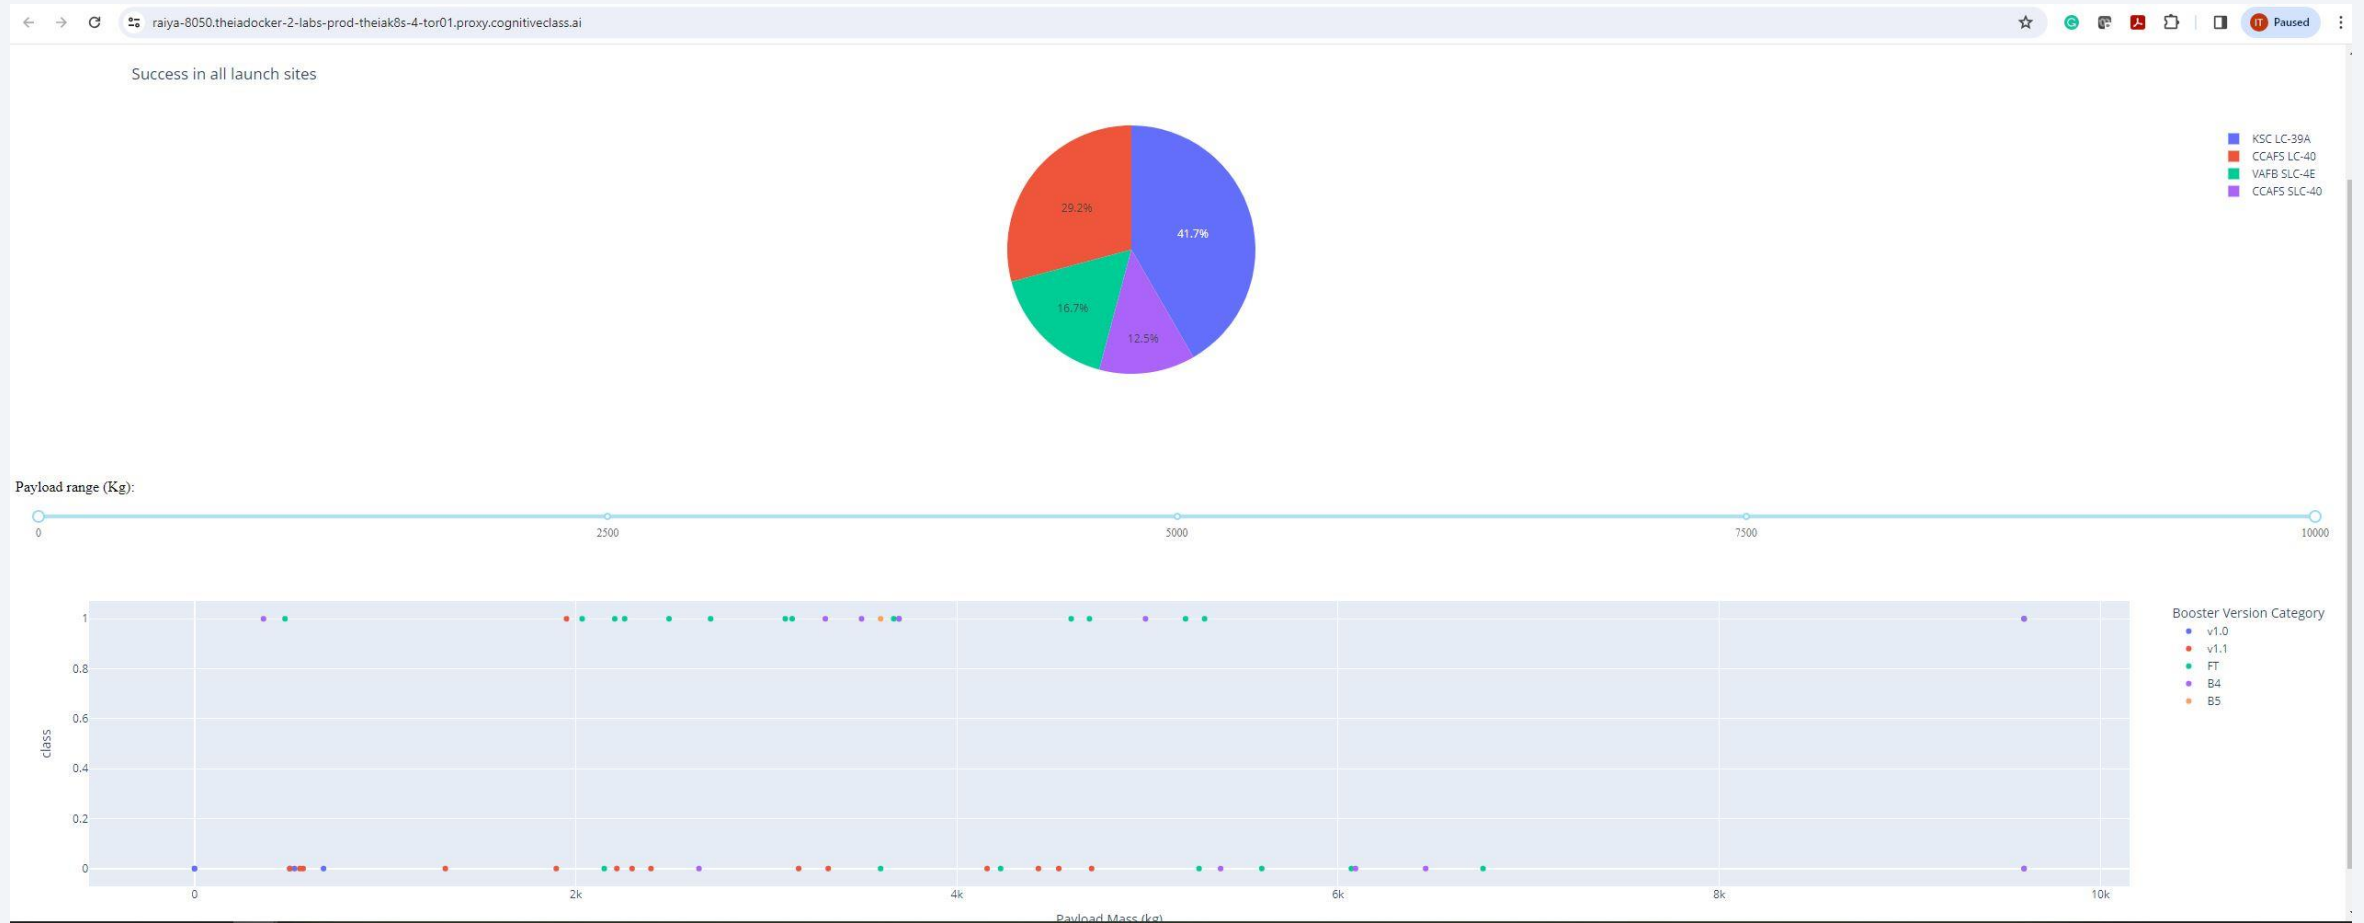 raiya-8050.theiadocker-2-labs-prod-theiak8s-4-tor01.proxy.cognitiveclass.ai
IT Paused
Success in all launch sites
KSC LC-39A
CCAFS LC-40
VAFB SLC-4E
CCAFS SLC-40
29.2%
41.7%
16.7%
12.5%
Payload range (Kg):
0 2500 5000 7500 10000
Booster Version Category
v1.0
v1.1
FT
B4
B5
1
0.8
0.6
0.4
0.2
0
class
0 2k 4k 6k 8k 10k
Payload Mass (kg)